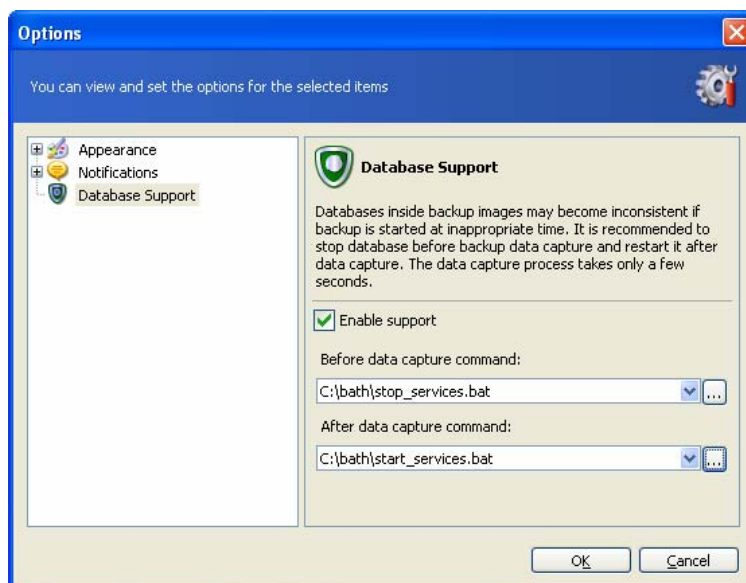 Options
You can view and set the options for the selected items
Appearance
Notifications
Database Support
Database Support
Databases inside backup images may become inconsistent if
backup is started at inappropriate time. It is recommended to
stop database before backup data capture and restart it after
data capture. The data capture process takes only a few
seconds.
Enable support
Before data capture command:
C:\bath\stop_services.bat
...
After data capture command:
C:\bath\start_services.bat
...
OK
Cancel